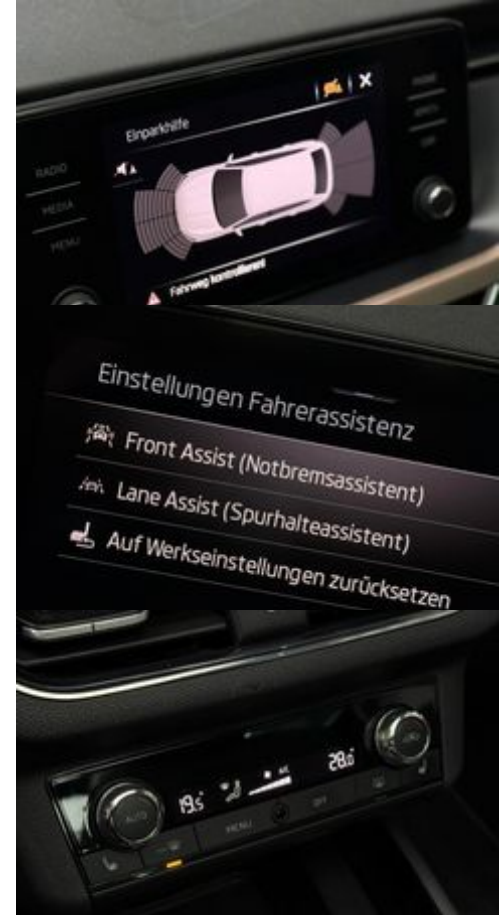 Einparkhilfe
RADIO
MEDIA
MENU
Fahrweg kontrollieren!
Einstellungen Fahrerassistenz
Front Assist (Notbremsassistent)
Lane Assist (Spurhalteassistent)
Auf Werkseinstellungen zurücksetzen
19.5°
A/C
28.0°
AUTO
MENU
OFF